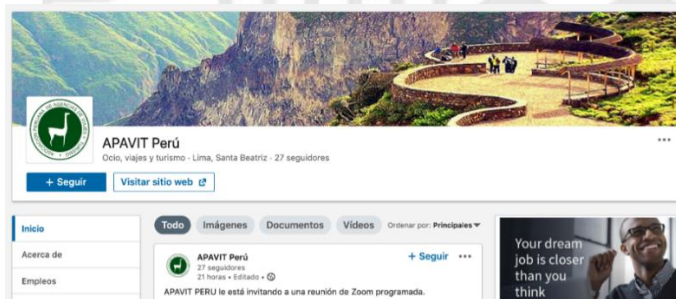 APAVIT Perú
Ocio, viajes y turismo · Lima, Santa Beatriz · 27 seguidores
+ Seguir
Visitar sitio web
Inicio
Acerca de
Empleos
Todo
Imágenes
Documentos
Vídeos
Ordenar por: Principales
APAVIT Perú
27 seguidores
21 horas • Editado •
+ Seguir
APAVIT PERU le está invitando a una reunión de Zoom programada.
Your dream
job is closer
than you
think